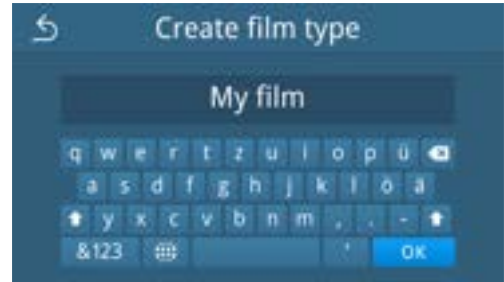 Create film type
My film
q w e r t z u i o p ü
a s d f g h j k l ö ä
y x c v b n m , . -
&123 ' OK